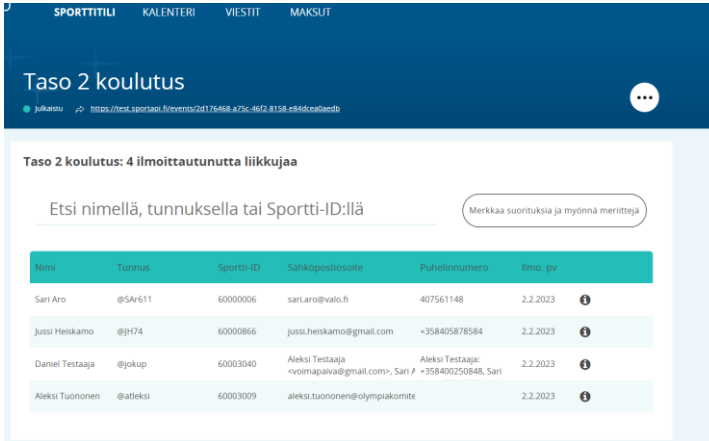 SPORTTITILI KALENTERI VIESTIT MAKSUT
Taso 2 koulutus
Julkaistu https://test.sportapi.fi/events/2d176468-a75c-46f2-8158-e84dcea0aedb
Taso 2 koulutus: 4 ilmoittautunutta liikkujaa
Etsi nimellä, tunnuksella tai Sportti-ID:llä
Merkkaa suorituksia ja myönnä meriittejä
Nimi Tunnus Sportti-ID Sähköpostiosoite Puhelinnumero Ilmo. pv
Sari Aro @SAr611 60000006 sari.aro@valo.fi 407561148 2.2.2023
Jussi Heiskamo @JH74 60000866 jussi.heiskamo@gmail.com +358405878584 2.2.2023
Daniel Testaaja @jokup 60003040 Aleksi Testaaja <voimapaiva@gmail.com>, Sari A Aleksi Testaaja: +358400250848, Sari 2.2.2023
Aleksi Tuononen @atleksi 60003009 aleksi.tuononen@olympiakomite 2.2.2023